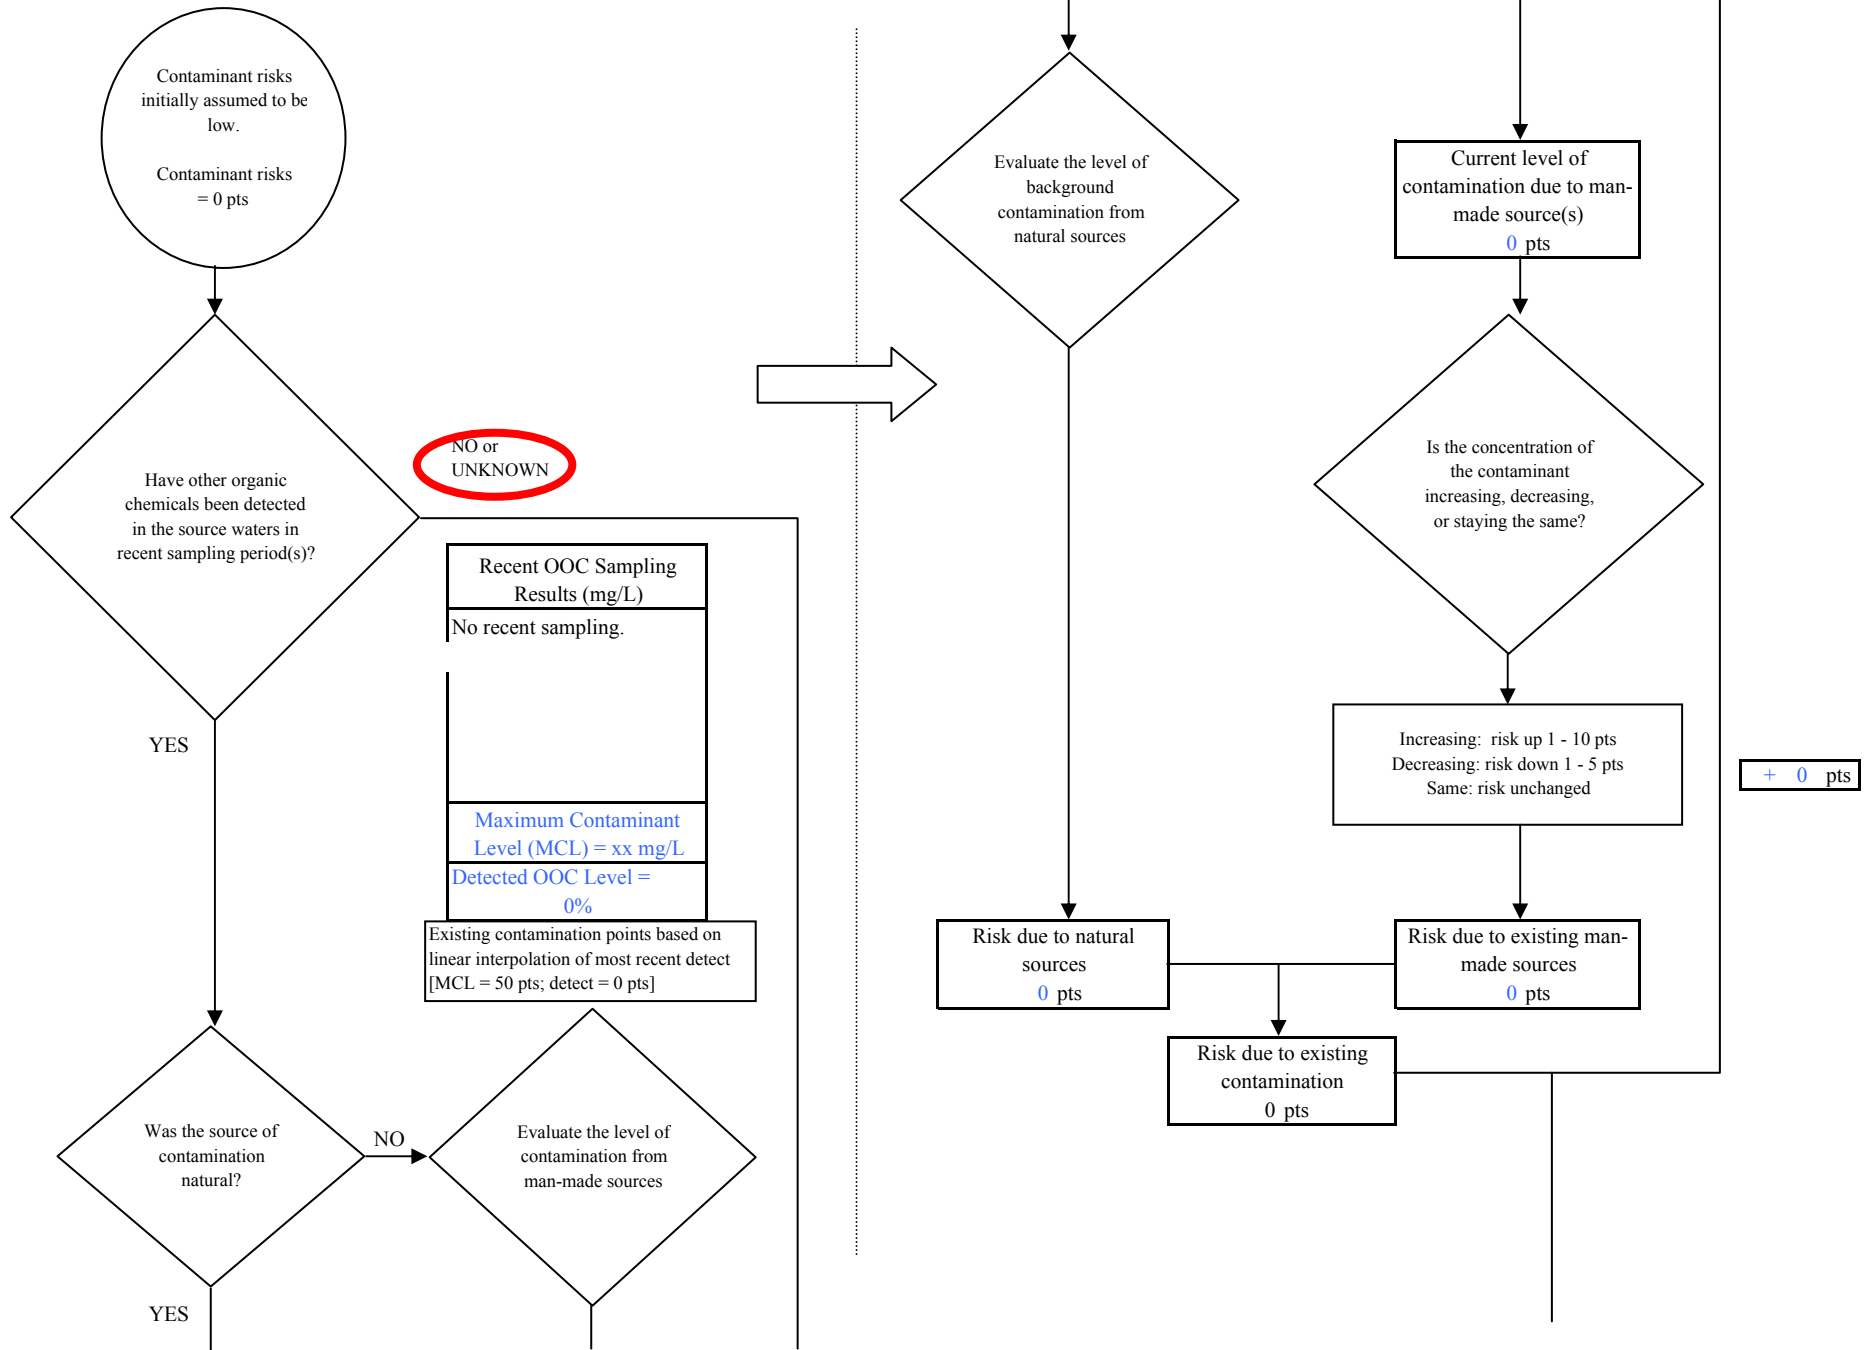 Contaminant risks
initially assumed to be
low.
Contaminant risks
= 0 pts
Have other organic
chemicals been detected
in the source waters in
recent sampling period(s)?
NO or
UNKNOWN
YES
Recent OOC Sampling
Results (mg/L)
No recent sampling.
Maximum Contaminant
Level (MCL) = xx mg/L
Detected OOC Level =
0%
Existing contamination points based on
linear interpolation of most recent detect
[MCL = 50 pts; detect = 0 pts]
Was the source of
contamination
natural?
NO
YES
Evaluate the level of
contamination from
man-made sources
Evaluate the level of
background
contamination from
natural sources
Current level of
contamination due to man-
made source(s)
0 pts
Is the concentration of
the contaminant
increasing, decreasing,
or staying the same?
Increasing: risk up 1 - 10 pts
Decreasing: risk down 1 - 5 pts
Same: risk unchanged
+ 0 pts
Risk due to natural
sources
0 pts
Risk due to existing man-
made sources
0 pts
Risk due to existing
contamination
0 pts